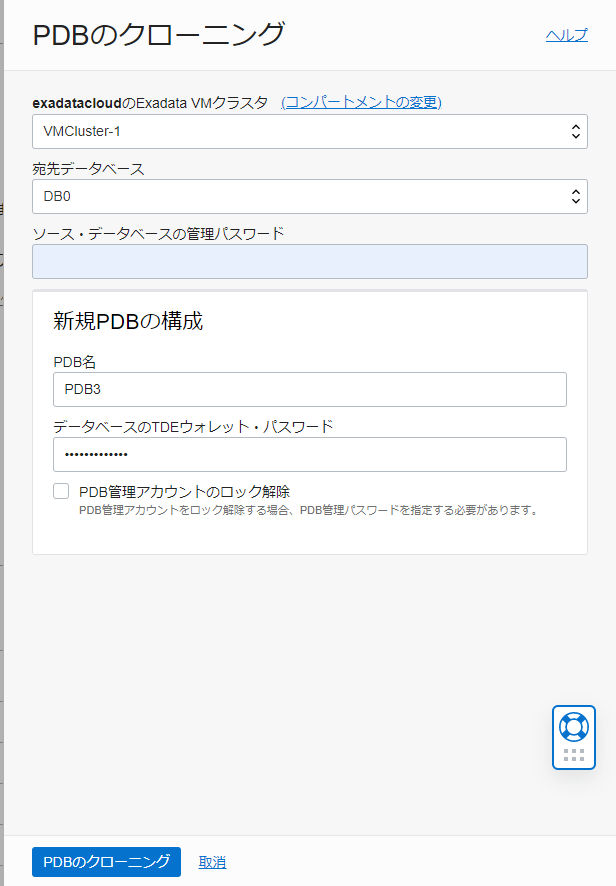 PDBのクローニング
ヘルプ
exadatacloudのExadata VMクラスタ (コンパートメントの変更)
VMCluster-1
宛先データベース
DB0
ソース・データベースの管理パスワード
新規PDBの構成
PDB名
PDB3
データベースのTDEウォレット・パスワード
•••••••••••••
PDB管理アカウントのロック解除
PDB管理アカウントをロック解除する場合、PDB管理パスワードを指定する必要があります。
PDBのクローニング
取消